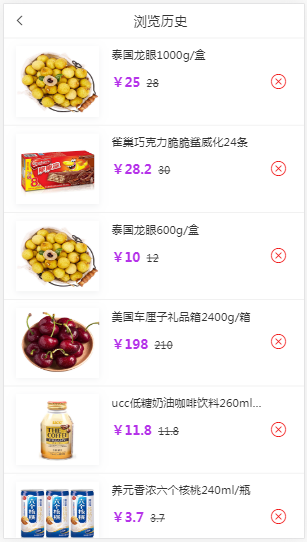 浏览历史
泰国龙眼1000g/盒
￥25 28
雀巢巧克力脆脆鲨威化24条
￥28.2 30
泰国龙眼600g/盒
￥10 12
美国车厘子礼品箱2400g/箱
￥198 210
ucc低糖奶油咖啡饮料260ml...
￥11.8 11.8
养元香浓六个核桃240ml/瓶
￥3.7 3.7